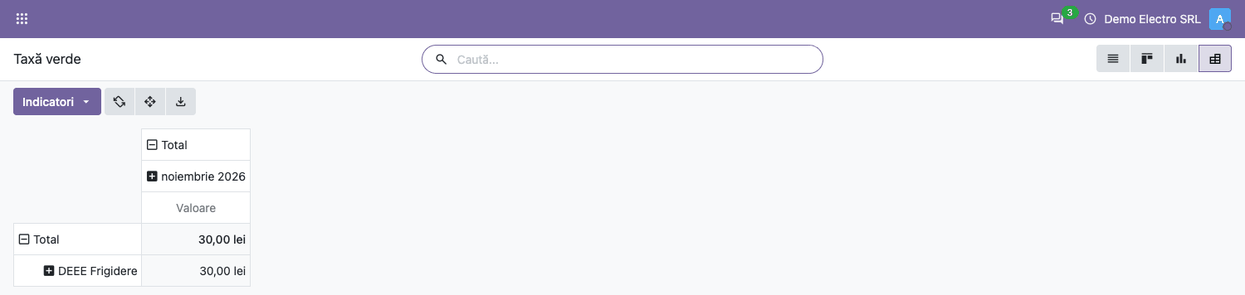 3
Demo Electro SRL
A
Taxă verde
Caută...
Indicatori
Total
noiembrie 2026
Valoare
Total 30,00 lei
DEEE Frigidere 30,00 lei